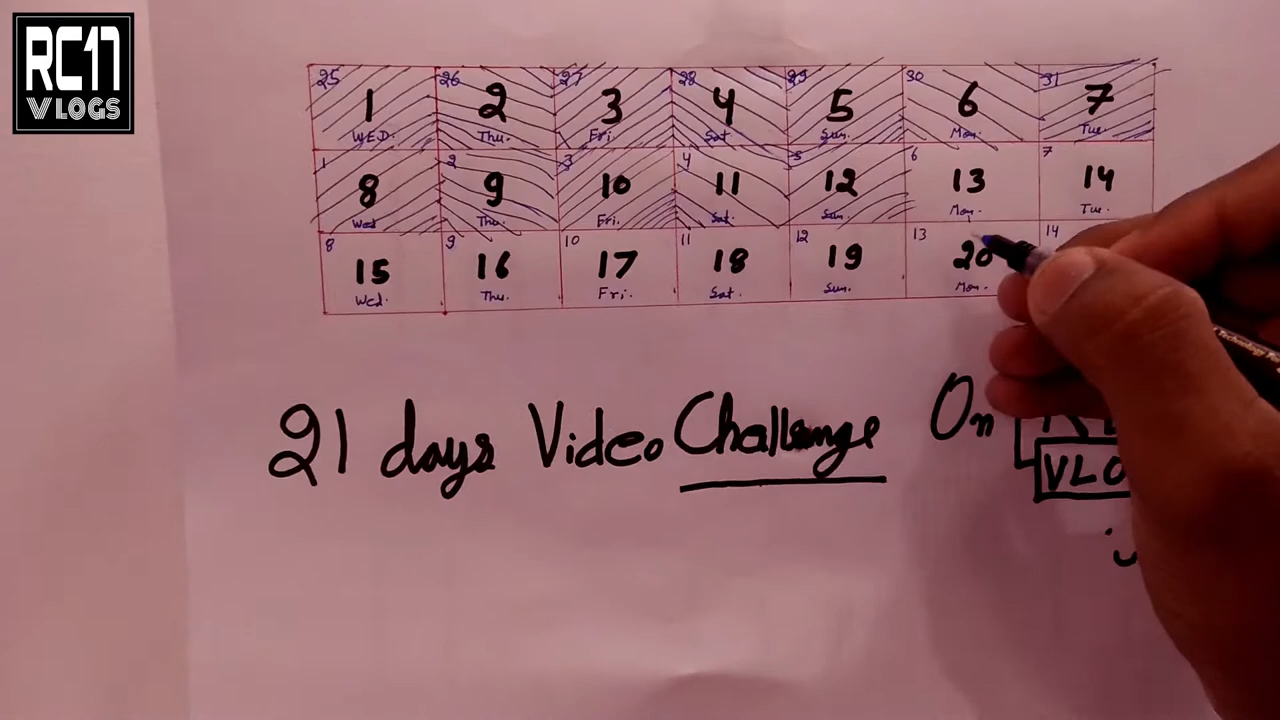 RC17
VLOGS
25 26 27 28 29 30 31
1 2 3 4 5 6 7
WED. Thu. Fri. Sat. Sun. Mon. Tue.
1 2 3 4 5 6 7
8 9 10 11 12 13 14
Wed Thu. Fri. Sat. Sun. Mon. Tue.
8 9 10 11 12 13 14
15 16 17 18 19 20
Wed. Thu. Fri. Sat. Sun. Mon.
21 days Video Challenge On
VLO